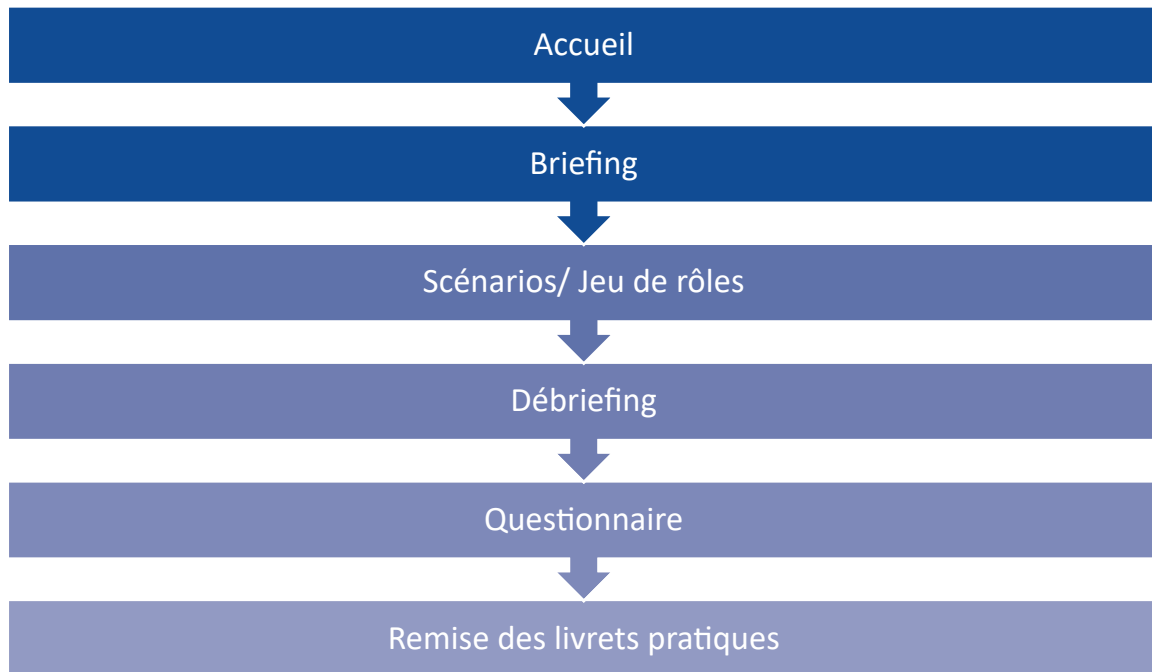 Accueil
Briefing
Scénarios/ Jeu de rôles
Débriefing
Questionnaire
Remise des livrets pratiques